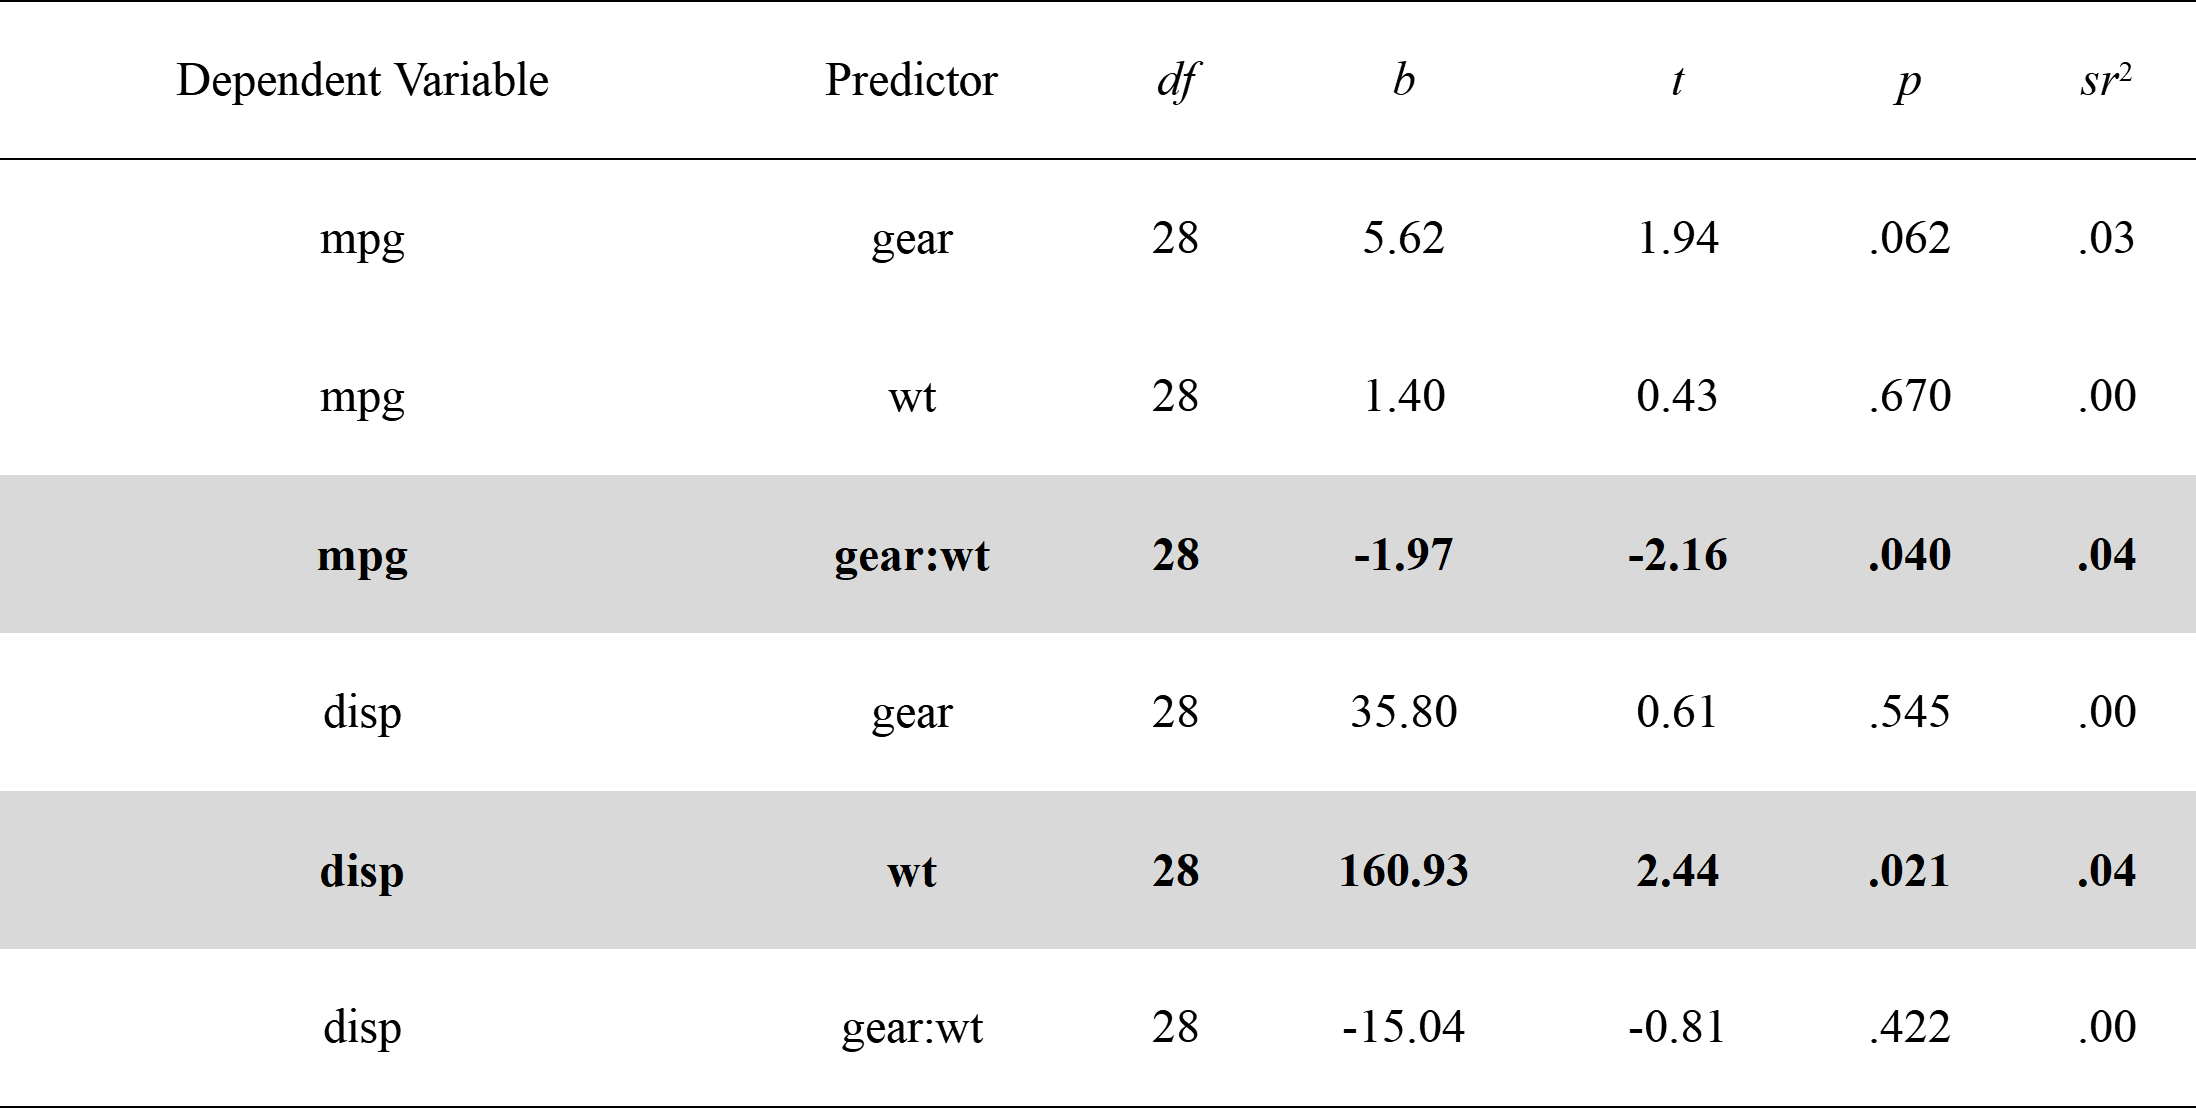 Dependent Variable Predictor df b t p sr²
mpg gear 28 5.62 1.94 .062 .03
mpg wt 28 1.40 0.43 .670 .00
mpg gear:wt 28 -1.97 -2.16 .040 .04
disp gear 28 35.80 0.61 .545 .00
disp wt 28 160.93 2.44 .021 .04
disp gear:wt 28 -15.04 -0.81 .422 .00